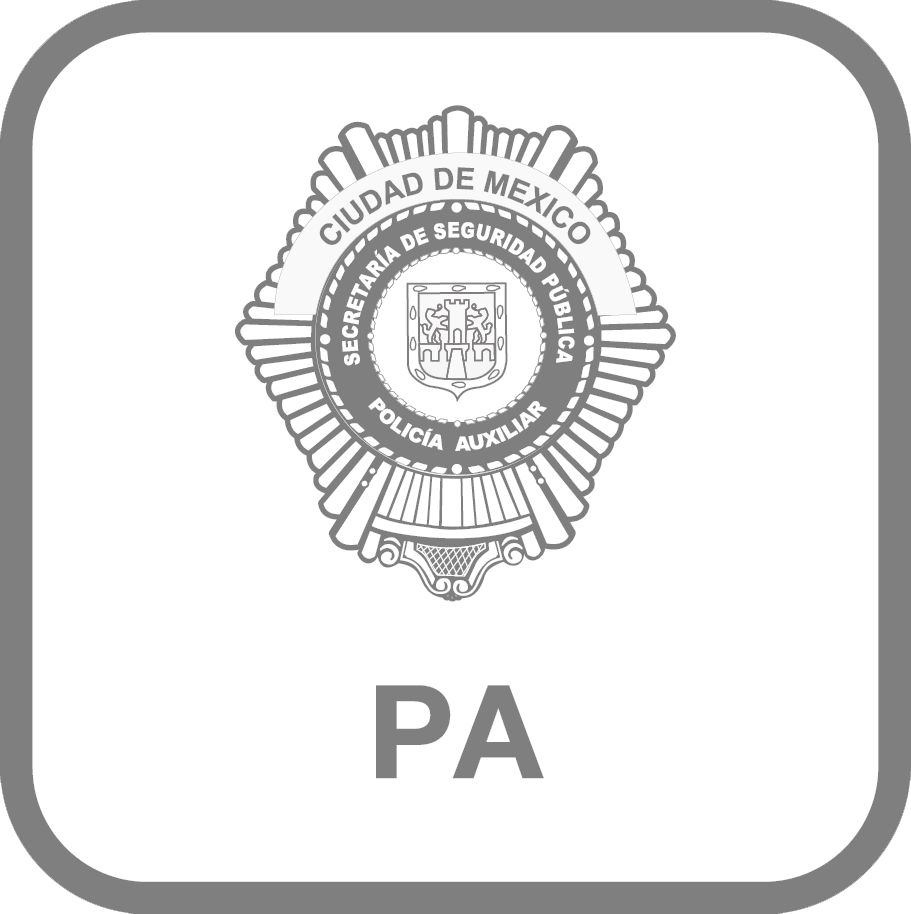 CIUDAD DE MEXICO
SECRETARÍA DE SEGURIDAD PÚBLICA
POLICÍA AUXILIAR
PA